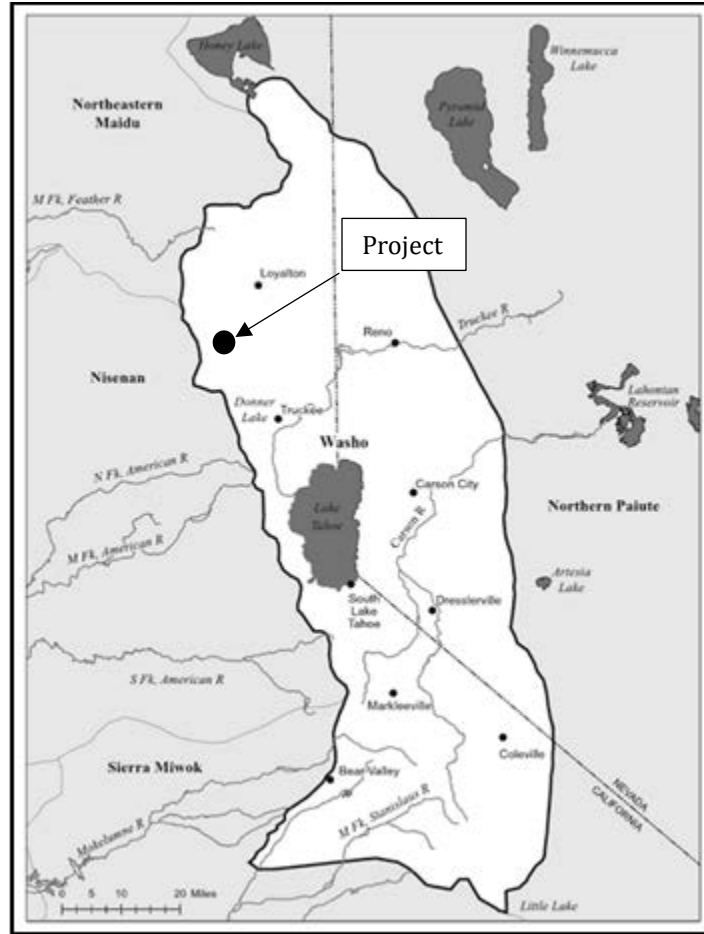 Honey Lake
Winnemucca
Lake
Northeastern
Maidu
Pyramid
Lake
M Fk, Feather R
Project
Loyalton
Truckee R
Reno
Nisenan
Lahontan
Reservoir
Donner
Lake
Truckee
Washo
N Fk, American R
Carson City
Lake
Tahoe
Northern Paiute
M Fk, American R
Carson R
Artesia
Lake
South
Lake
Tahoe
Dresslerville
S Fk, American R
Markleeville
Coleville
Sierra Miwok
Bear Valley
NEVADA
CALIFORNIA
M Fk, Stanislaus R
Mokelumne R
0 5 10 20 Miles
Little Lake